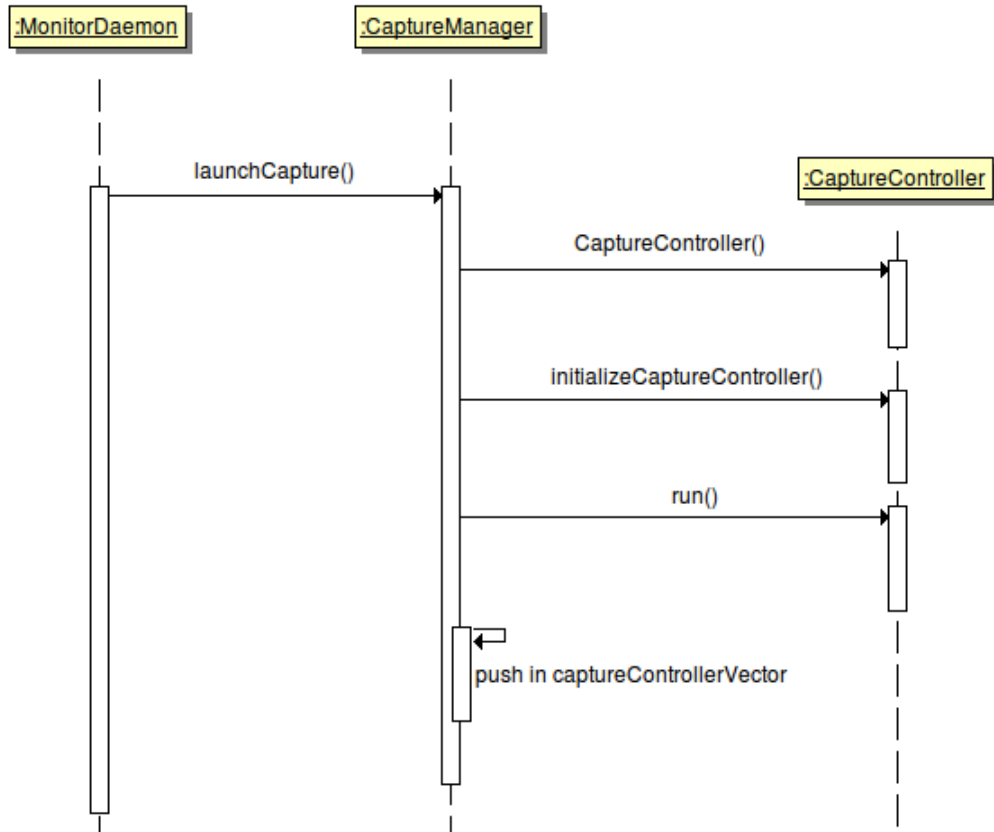 :MonitorDaemon
:CaptureManager
launchCapture()
:CaptureController
CaptureController()
initializeCaptureController()
run()
push in captureControllerVector